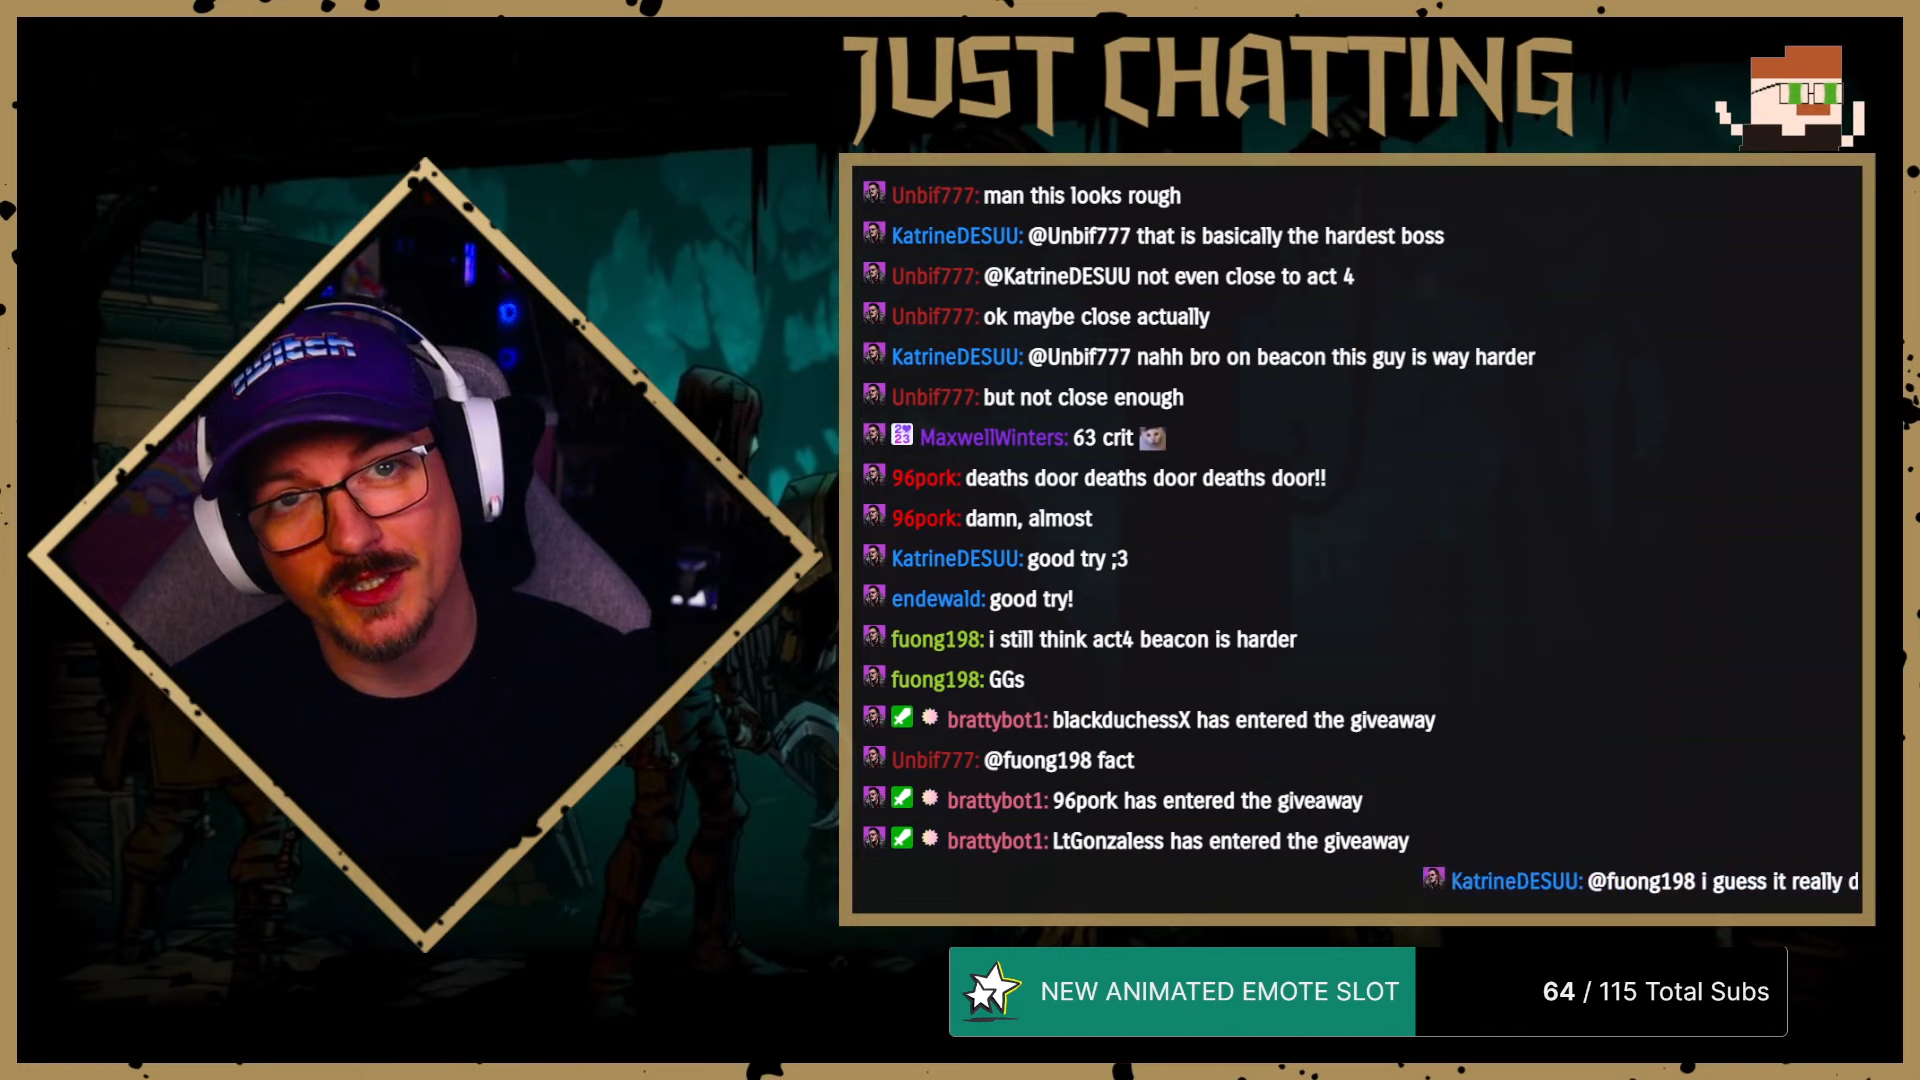 JUST CHATTING
Unbif777: man this looks rough
KatrineDESUU: @Unbif777 that is basically the hardest boss
Unbif777: @KatrineDESUU not even close to act 4
Unbif777: ok maybe close actually
KatrineDESUU: @Unbif777 nahh bro on beacon this guy is way harder
Unbif777: but not close enough
2023 MaxwellWinters: 63 crit
96pork: deaths door deaths door deaths door!!
96pork: damn, almost
KatrineDESUU: good try ;3
endewald: good try!
fuong198: i still think act4 beacon is harder
fuong198: GGs
brattybot1: blackduchessX has entered the giveaway
Unbif777: @fuong198 fact
brattybot1: 96pork has entered the giveaway
brattybot1: LtGonzaless has entered the giveaway
KatrineDESUU: @fuong198 i guess it really d
twitch
NEW ANIMATED EMOTE SLOT
64 / 115 Total Subs